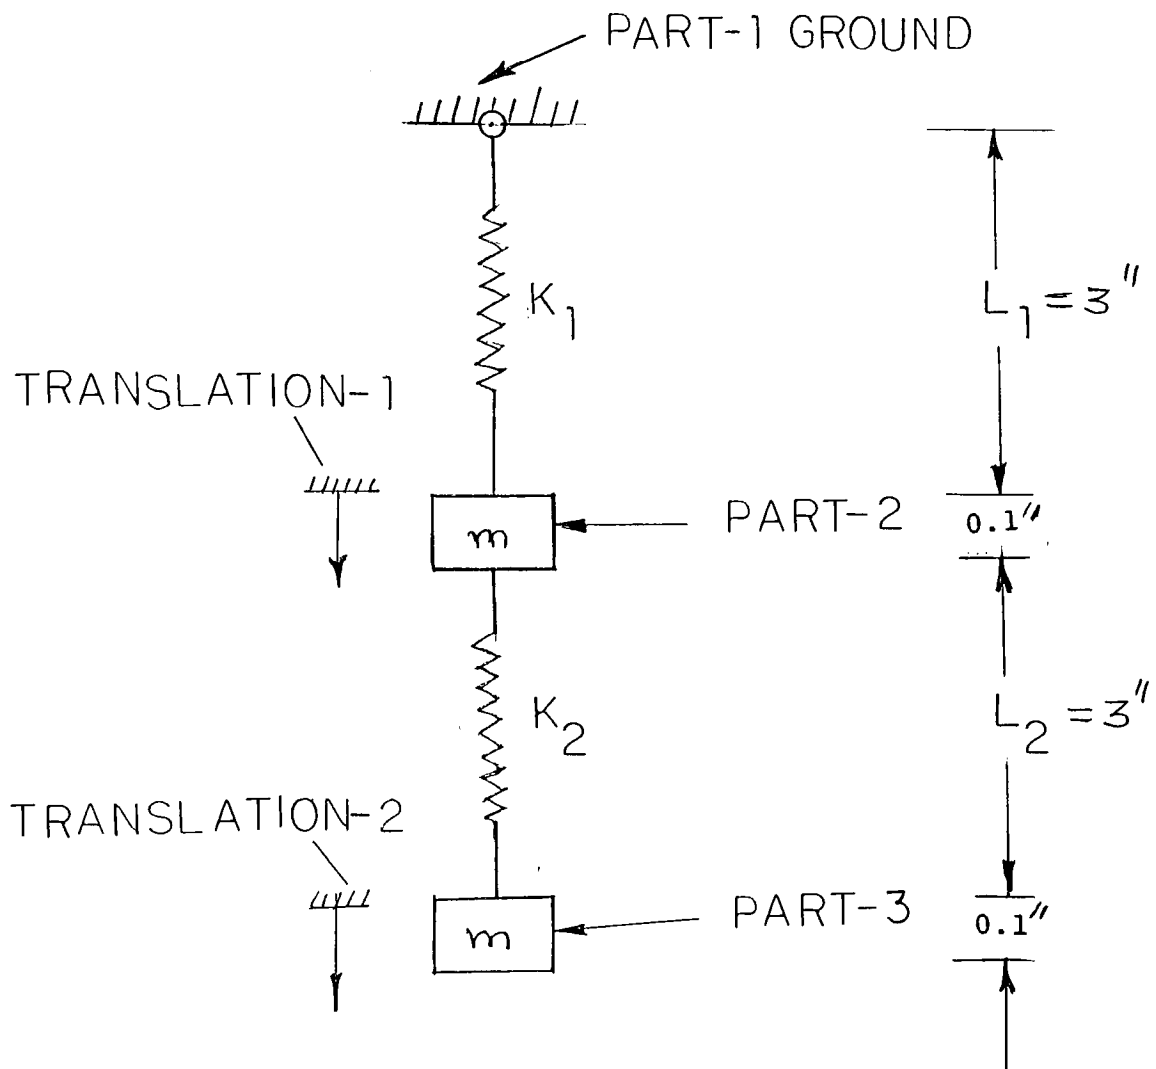 PART-1 GROUND
K1
L1 = 3"
TRANSLATION-1
m
PART-2
0.1"
K2
L2 = 3"
TRANSLATION-2
m
PART-3
0.1"